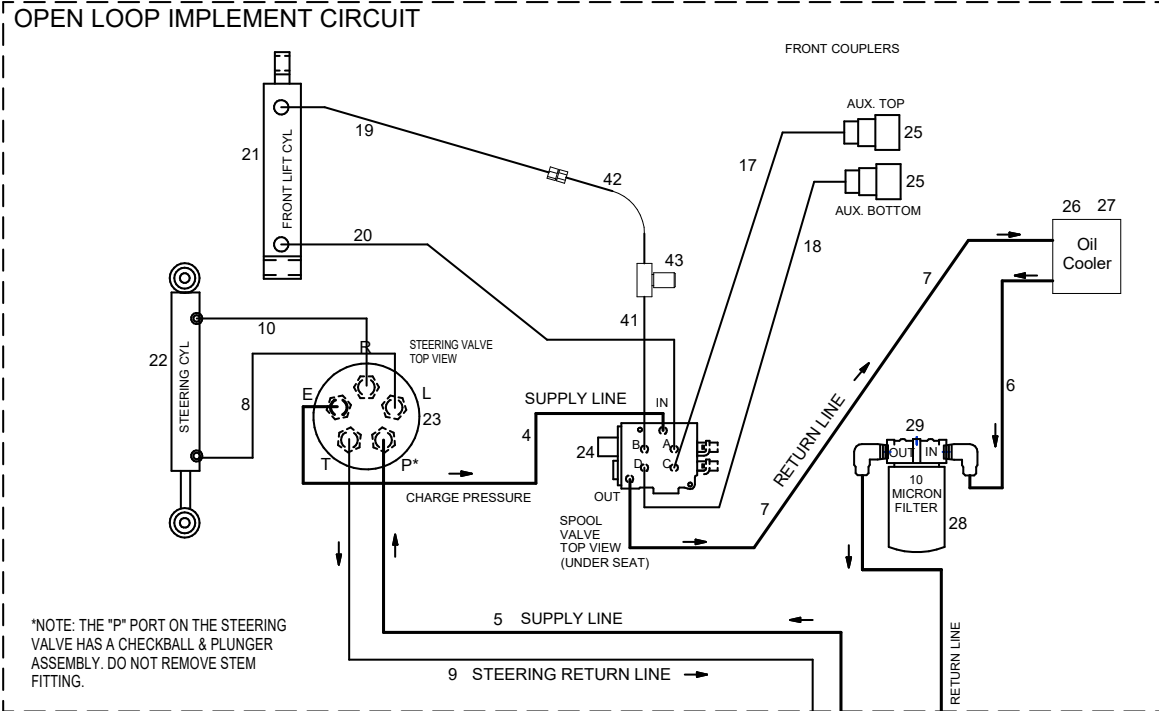 OPEN LOOP IMPLEMENT CIRCUIT
FRONT COUPLERS
AUX. TOP
25
19
17
21
FRONT LIFT CYL
42
25
AUX. BOTTOM
26 27
20
18
Oil
Cooler
43
7
10
41
R
STEERING VALVE
TOP VIEW
22
STEERING CYL
6
E
L
8
23
SUPPLY LINE
IN
4
RETURN LINE
29
24
B
A
D
C
OUT
IN
T
P*
10
MICRON
FILTER
CHARGE PRESSURE
OUT
7
28
SPOOL
VALVE
TOP VIEW
(UNDER SEAT)
*NOTE: THE "P" PORT ON THE STEERING
VALVE HAS A CHECKBALL & PLUNGER
ASSEMBLY. DO NOT REMOVE STEM
FITTING.
5 SUPPLY LINE
9 STEERING RETURN LINE
RETURN LINE